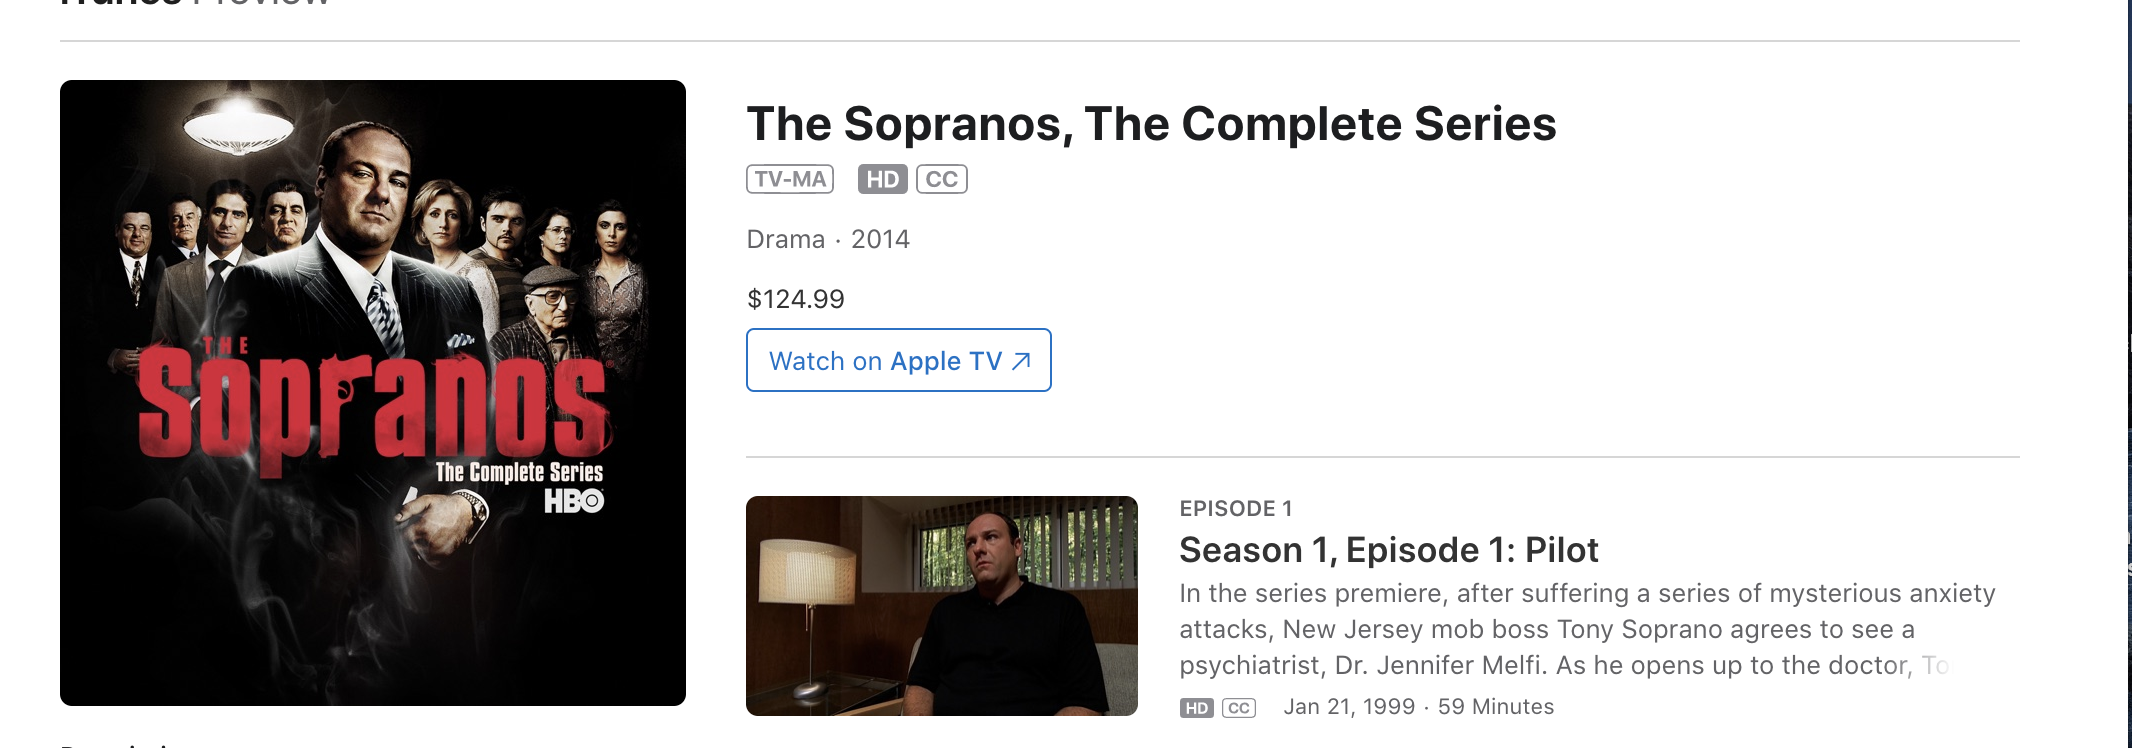 iTunes Preview
THE
Sopranos®
The Complete Series
HBO
The Sopranos, The Complete Series
TV-MA HD CC
Drama · 2014
$124.99
Watch on Apple TV ↗
EPISODE 1
Season 1, Episode 1: Pilot
In the series premiere, after suffering a series of mysterious anxiety
attacks, New Jersey mob boss Tony Soprano agrees to see a
psychiatrist, Dr. Jennifer Melfi. As he opens up to the doctor, To
HD CC Jan 21, 1999 · 59 Minutes